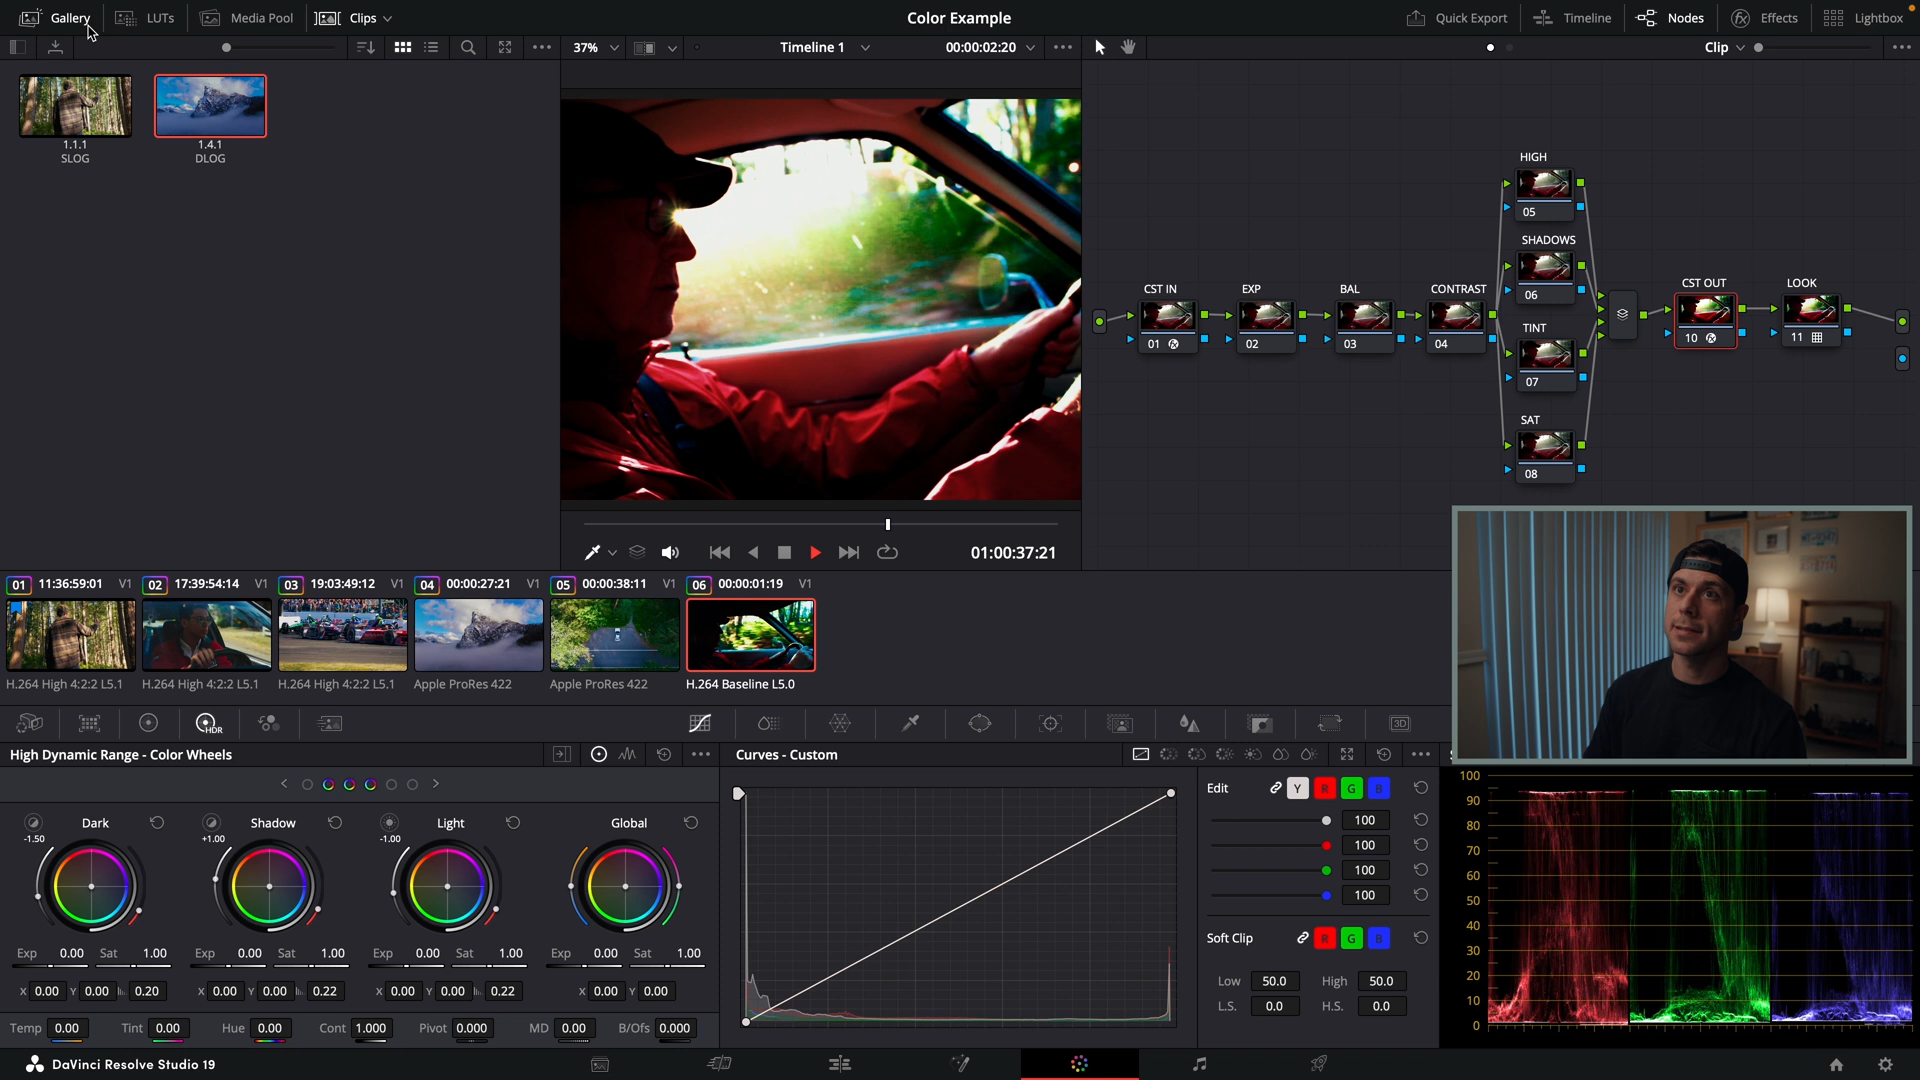 Gallery LUTs Media Pool Clips Color Example Quick Export Timeline Nodes Effects Lightbox
37% Timeline 1 00:00:02:20 Clip
1.1.1 1.4.1
SLOG DLOG
HIGH
05
SHADOWS
06
CST IN EXP BAL CONTRAST TINT CST OUT LOOK
01 02 03 04 07 10 11
SAT
08
01:00:37:21
01 11:36:59:01 V1 02 17:39:54:14 V1 03 19:03:49:12 V1 04 00:00:27:21 V1 05 00:00:38:11 V1 06 00:00:01:19 V1
H.264 High 4:2:2 L5.1 H.264 High 4:2:2 L5.1 H.264 High 4:2:2 L5.1 Apple ProRes 422 Apple ProRes 422 H.264 Baseline L5.0
HDR 3D
High Dynamic Range - Color Wheels Curves - Custom
Dark Shadow Light Global
-1.50 +1.00 -1.00
Exp 0.00 Sat 1.00 Exp 0.00 Sat 1.00 Exp 0.00 Sat 1.00 Exp 0.00 Sat 1.00
X 0.00 Y 0.00 0.20 X 0.00 Y 0.00 0.22 X 0.00 Y 0.00 0.22 X 0.00 Y 0.00
Temp 0.00 Tint 0.00 Hue 0.00 Cont 1.000 Pivot 0.000 MD 0.00 B/Ofs 0.000
Edit Y R G B
100
100
100
100
Soft Clip R G B
Low 50.0 High 50.0
L.S. 0.0 H.S. 0.0
100
90
80
70
60
50
40
30
20
10
0
DaVinci Resolve Studio 19